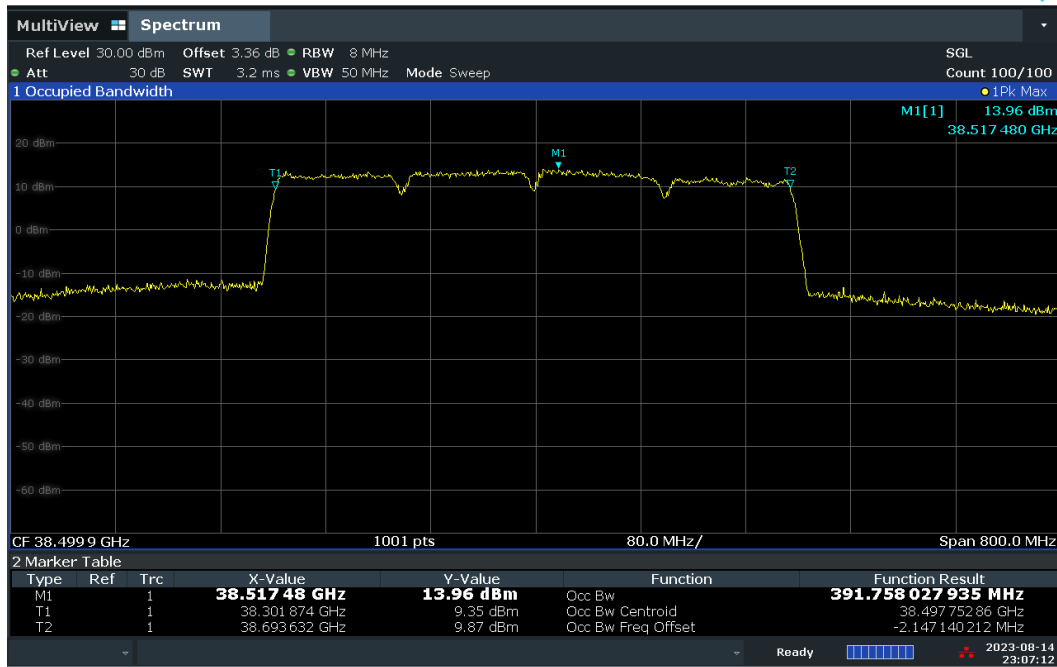 MultiView Spectrum
Ref Level 30.00 dBm Offset 3.36 dB RBW 8 MHz SGL
Att 30 dB SWT 3.2 ms VBW 50 MHz Mode Sweep Count 100/100
1 Occupied Bandwidth 1Pk Max
M1[1] 13.96 dBm
38.517 480 GHz
20 dBm
M1
T1 T2
10 dBm
0 dBm
-10 dBm
-20 dBm
-30 dBm
-40 dBm
-50 dBm
-60 dBm
CF 38.499 9 GHz 1001 pts 80.0 MHz/ Span 800.0 MHz
2 Marker Table
Type Ref Trc X-Value Y-Value Function Function Result
M1 1 38.517 48 GHz 13.96 dBm Occ Bw 391.758 027 935 MHz
T1 1 38.301 874 GHz 9.35 dBm Occ Bw Centroid 38.497 752 86 GHz
T2 1 38.693 632 GHz 9.87 dBm Occ Bw Freq Offset -2.147 140 212 MHz
Ready 2023-08-14
23:07:12